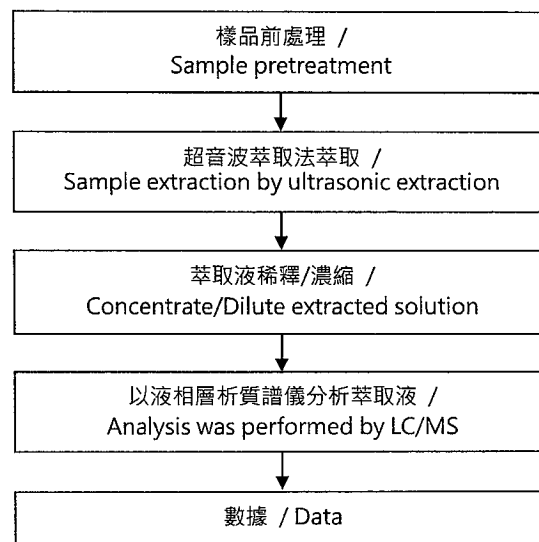 樣品前處理 /
Sample pretreatment
超音波萃取法萃取 /
Sample extraction by ultrasonic extraction
萃取液稀釋/濃縮 /
Concentrate/Dilute extracted solution
以液相層析質譜儀分析萃取液 /
Analysis was performed by LC/MS
數據 / Data